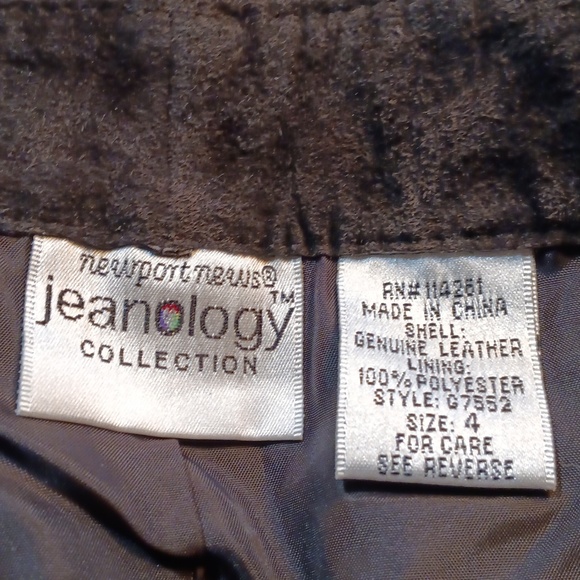 newport news®
jeanology™
COLLECTION
RN# 114261
MADE IN CHINA
SHELL:
GENUINE LEATHER
LINING:
100% POLYESTER
STYLE: G7552
SIZE: 4
FOR CARE
SEE REVERSE